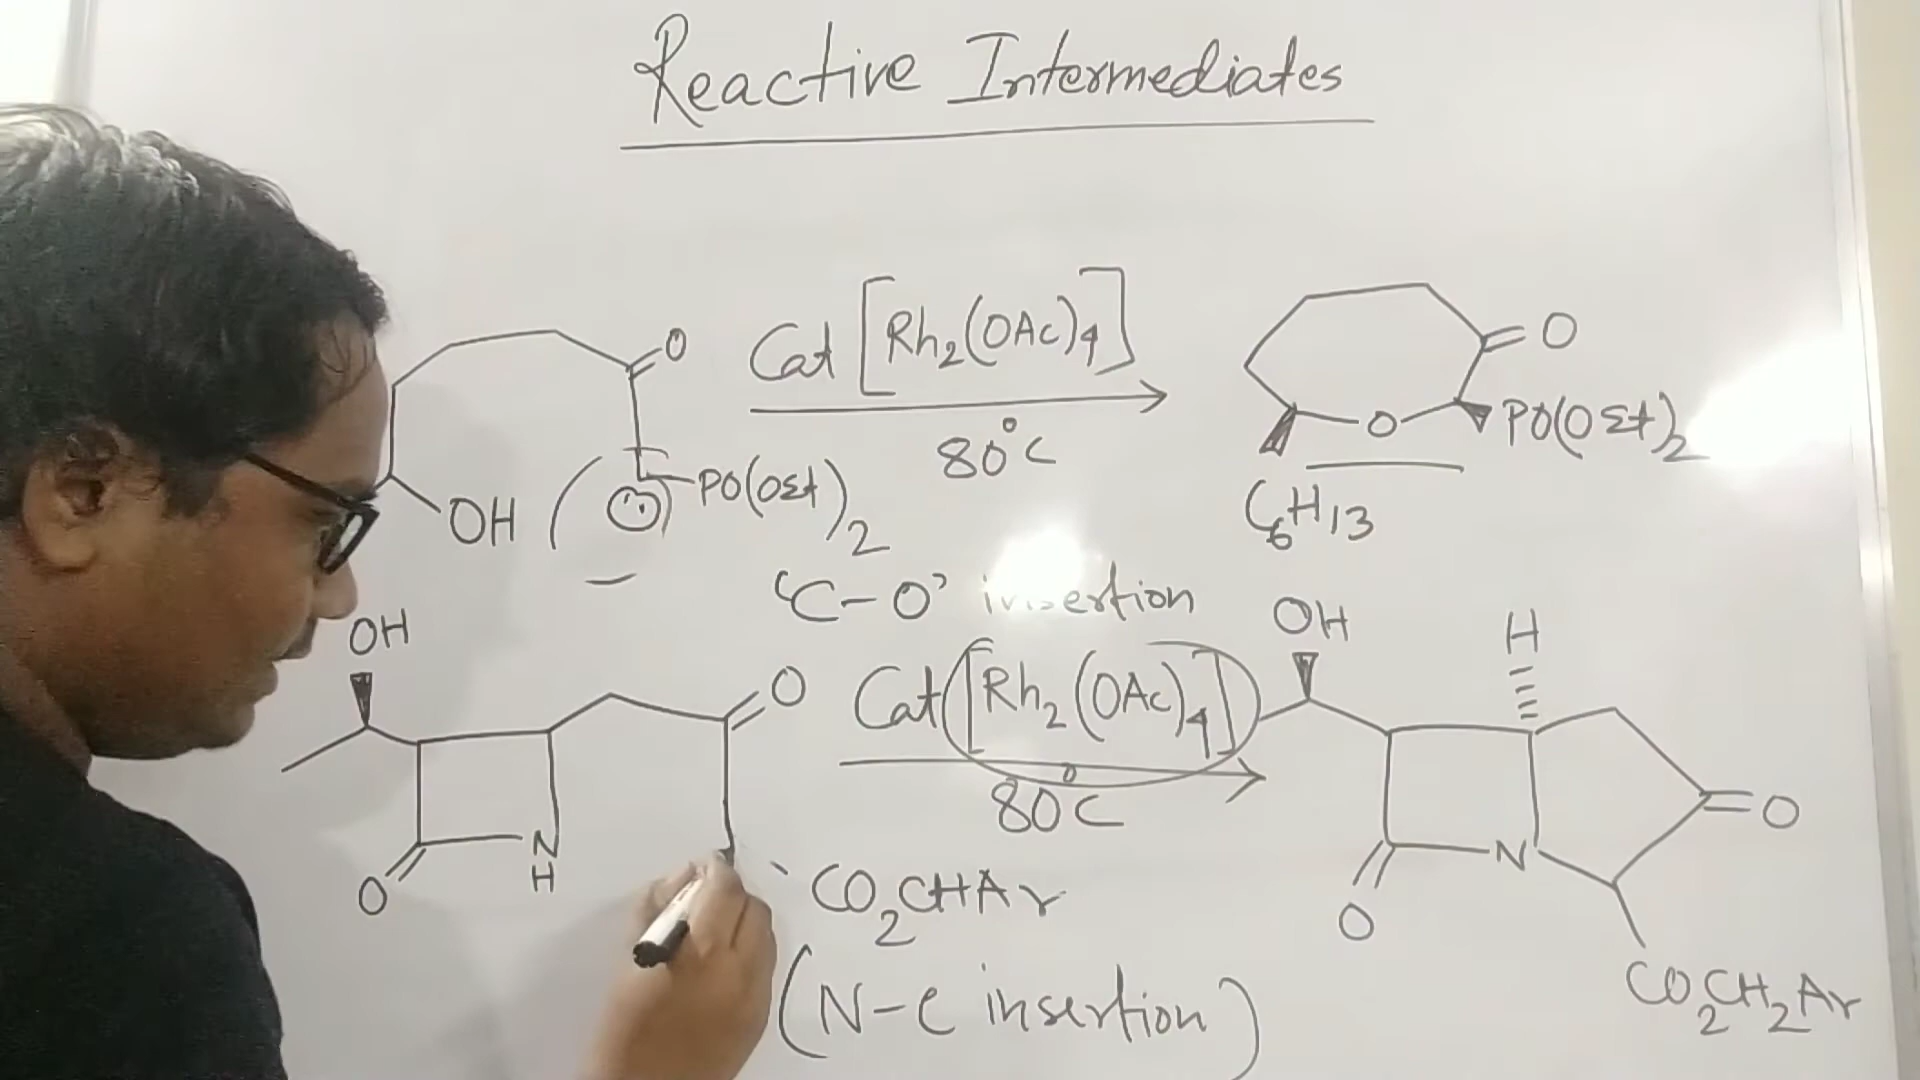 Reactive Intermediates
Cat [Rh2(OAc)4]
80°C
O
OH
PO(OEt)2
O
O
PO(OEt)2
C6H13
'C-O' insertion
OH
O
N
H
O
CO2CHAr
Cat [Rh2(OAc)4]
80°C
(N-C insertion)
OH
H
O
N
O
CO2CH2Ar